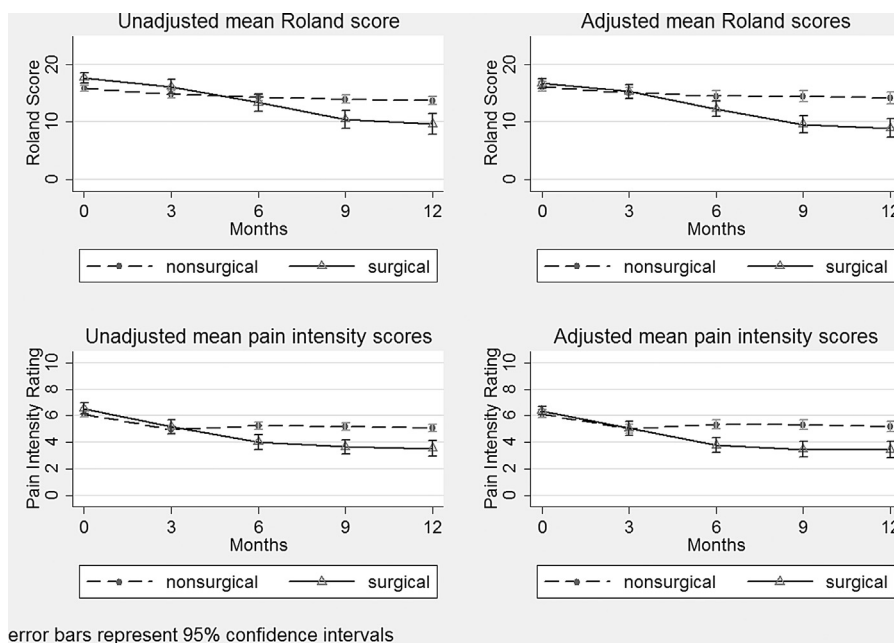 Unadjusted mean Roland score
Roland Score
20
10
0
0 3 6 9 12
Months
nonsurgical surgical
Adjusted mean Roland scores
Roland Score
20
10
0
0 3 6 9 12
Months
nonsurgical surgical
Unadjusted mean pain intensity scores
Pain Intensity Rating
10
8
6
4
2
0
0 3 6 9 12
Months
nonsurgical surgical
Adjusted mean pain intensity scores
Pain Intensity Rating
10
8
6
4
2
0
0 3 6 9 12
Months
nonsurgical surgical
error bars represent 95% confidence intervals